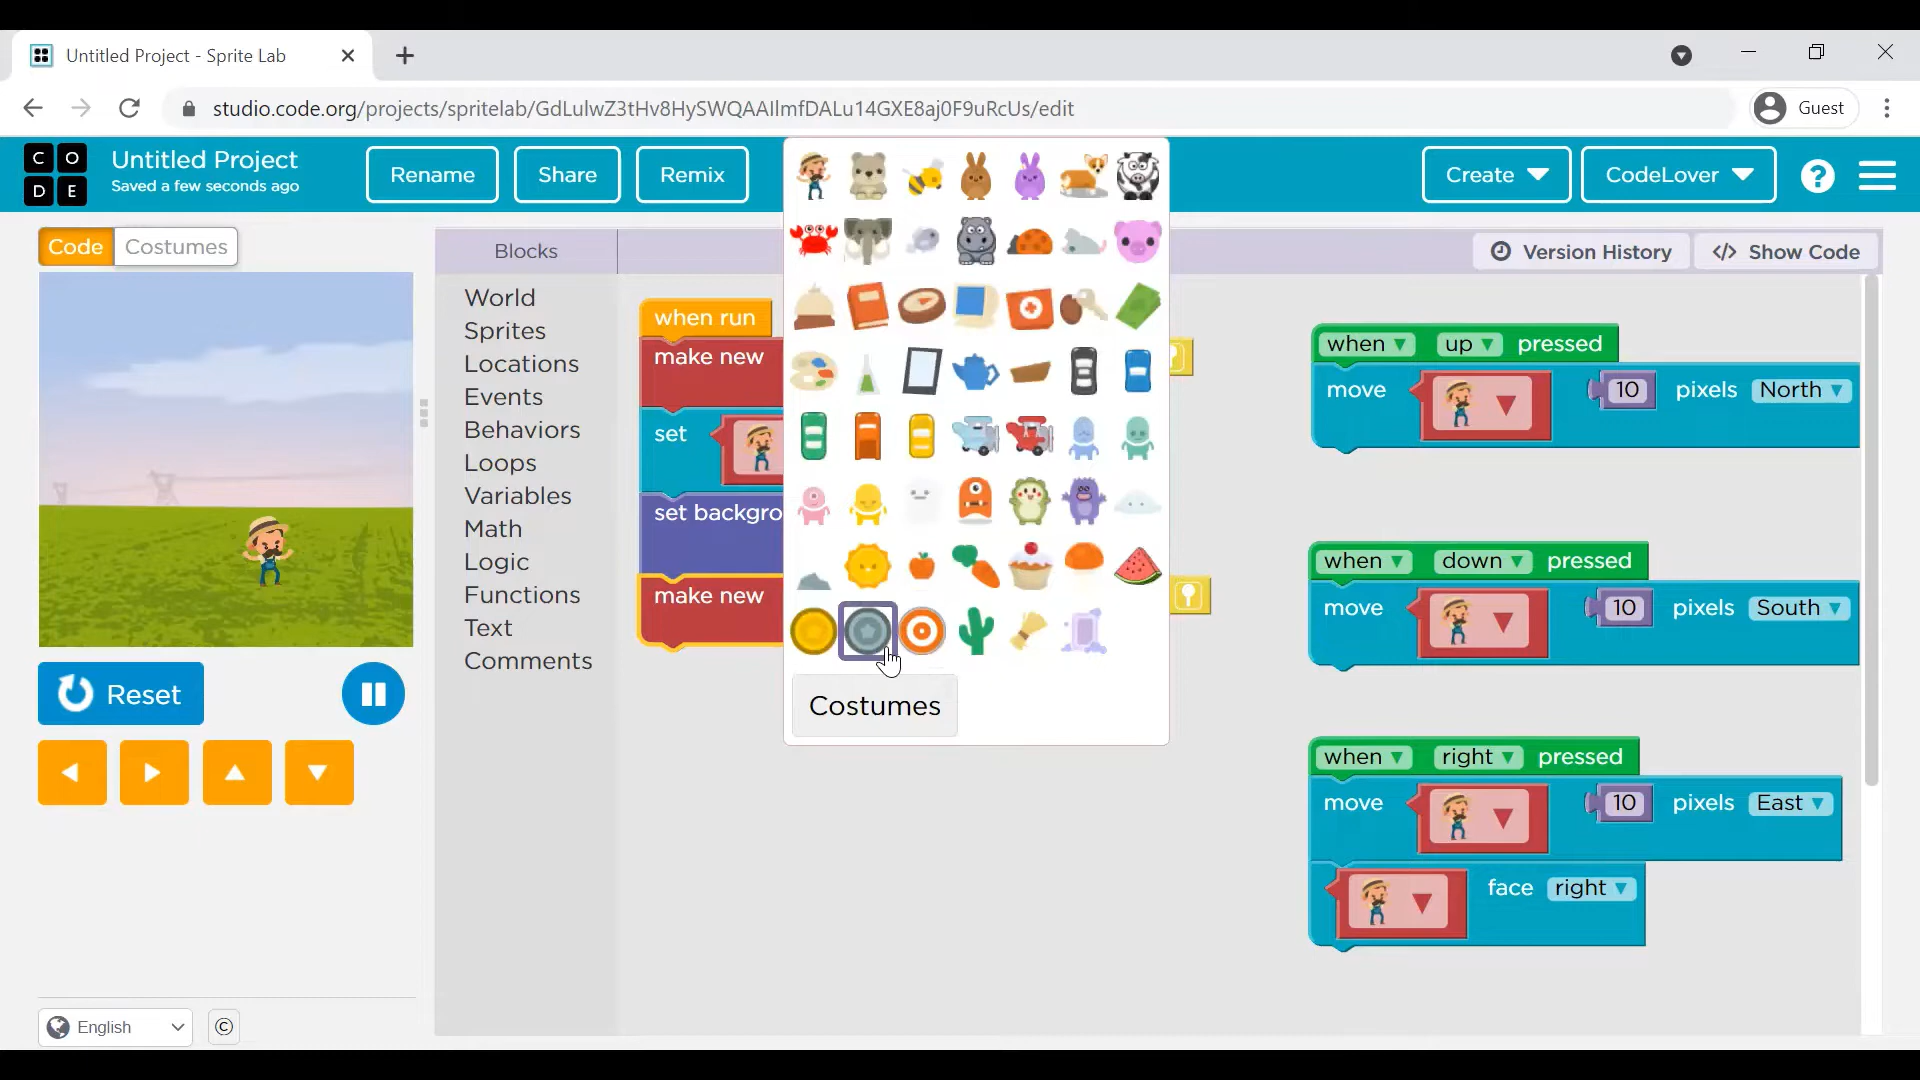 Untitled Project - Sprite Lab
studio.code.org/projects/spritelab/GdLulwZ3tHv8HySWQAAIlmfDALu14GXE8aj0F9uRcUs/edit
Guest
C O
D E
Untitled Project
Saved a few seconds ago
Rename
Share
Remix
Create
CodeLover
?
Code
Costumes
Blocks
Version History
</> Show Code
World
Sprites
Locations
Events
Behaviors
Loops
Variables
Math
Logic
Functions
Text
Comments
when run
make new
set
set backgro
make new
Costumes
when up pressed
move 10 pixels North
when down pressed
move 10 pixels South
when right pressed
move 10 pixels East
face right
Reset
English
©